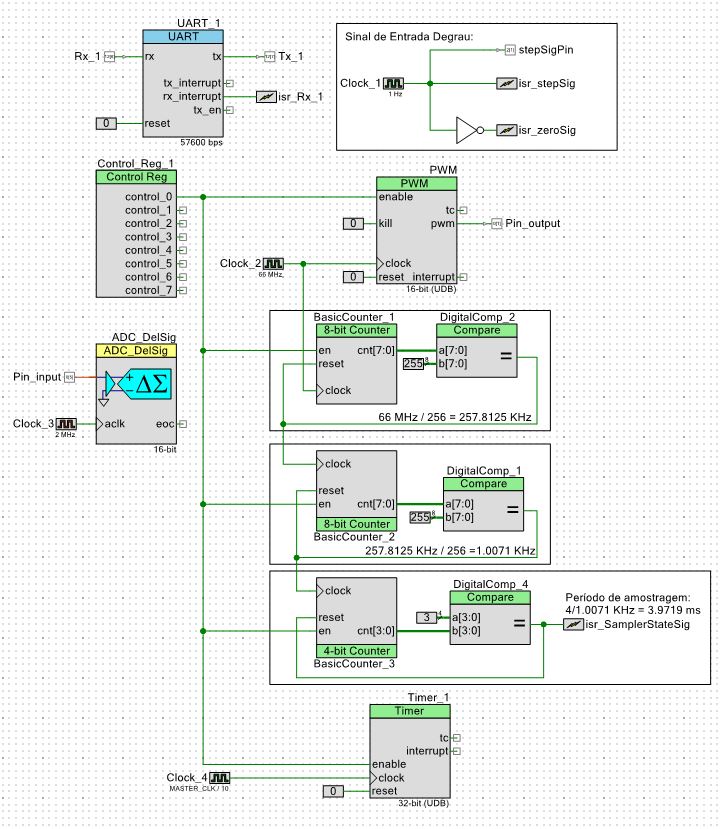 UART_1
UART
Rx_1
rx
tx
Tx_1
tx_interrupt
rx_interrupt
isr_Rx_1
tx_en
0
reset
57600 bps
Sinal de Entrada Degrau:
stepSigPin
Clock_1
1 Hz
isr_stepSig
isr_zeroSig
Control_Reg_1
Control Reg
control_0
control_1
control_2
control_3
control_4
control_5
control_6
control_7
PWM
PWM
enable
tc
0
kill
pwm
Pin_output
Clock_2
66 MHz
clock
0
reset
interrupt
16-bit (UDB)
BasicCounter_1
8-bit Counter
en
cnt[7:0]
reset
clock
DigitalComp_2
Compare
a[7:0]
255
8
b[7:0]
=
66 MHz / 256 = 257.8125 KHz
ADC_DelSig
ADC_DelSig
Pin_input
ΔΣ
Clock_3
2 MHz
aclk
eoc
16-bit
clock
reset
en
cnt[7:0]
8-bit Counter
BasicCounter_2
DigitalComp_1
Compare
a[7:0]
255
8
b[7:0]
=
257.8125 KHz / 256 =1.0071 KHz
clock
reset
en
cnt[3:0]
4-bit Counter
BasicCounter_3
DigitalComp_4
Compare
3
4
a[3:0]
b[3:0]
=
Período de amostragem:
4/1.0071 KHz = 3.9719 ms
isr_SamplerStateSig
Timer_1
Timer
tc
interrupt
enable
Clock_4
MASTER_CLK / 10
clock
0
reset
32-bit (UDB)